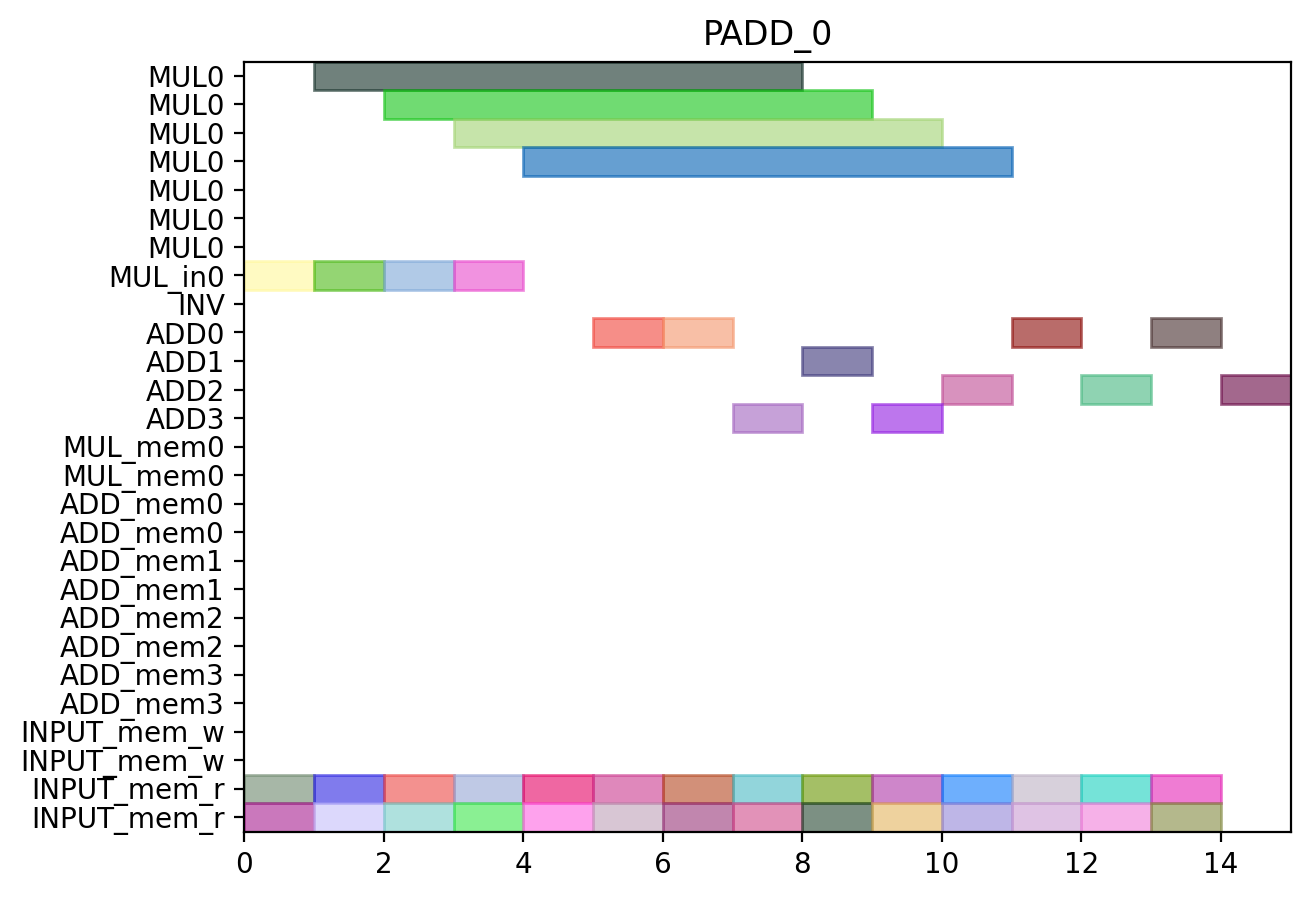 PADD_0
MUL0
MUL0
MUL0
MUL0
MUL0
MUL0
MUL0
MUL_in0
INV
ADD0
ADD1
ADD2
ADD3
MUL_mem0
MUL_mem0
ADD_mem0
ADD_mem0
ADD_mem1
ADD_mem1
ADD_mem2
ADD_mem2
ADD_mem3
ADD_mem3
INPUT_mem_w
INPUT_mem_w
INPUT_mem_r
INPUT_mem_r
0 2 4 6 8 10 12 14